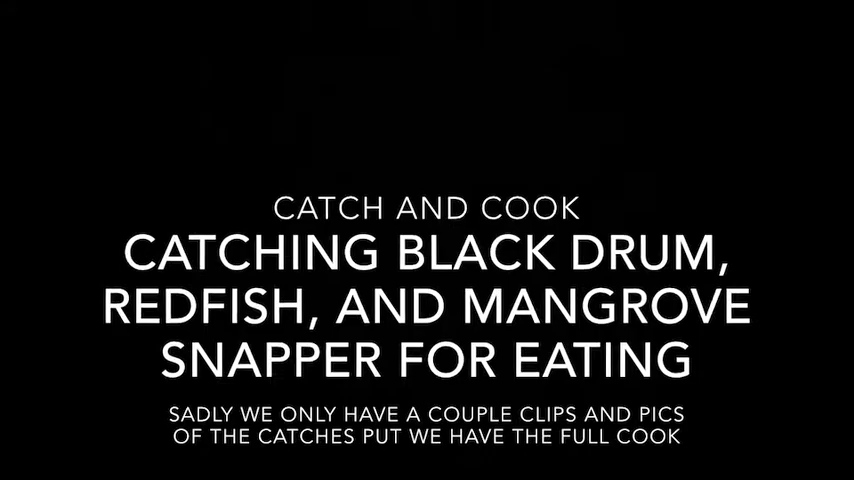 CATCH AND COOK
CATCHING BLACK DRUM,
REDFISH, AND MANGROVE
SNAPPER FOR EATING
SADLY WE ONLY HAVE A COUPLE CLIPS AND PICS
OF THE CATCHES PUT WE HAVE THE FULL COOK